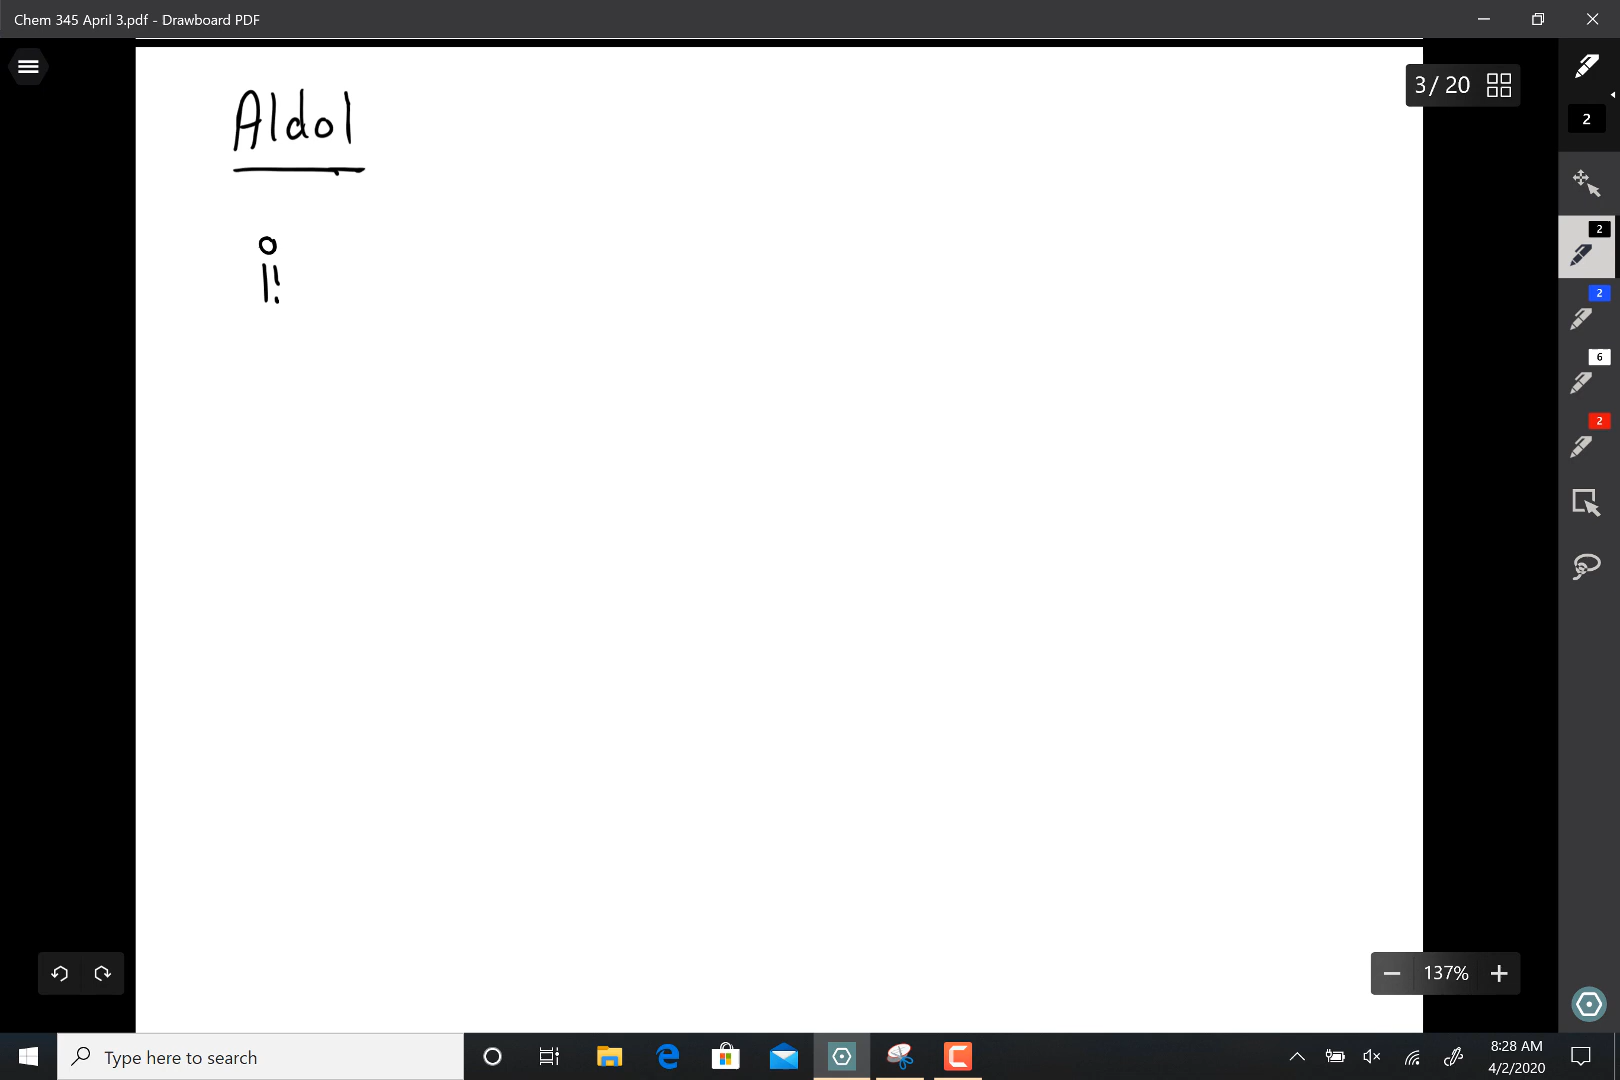 Chem 345 April 3.pdf - Drawboard PDF
3 / 20
2
Aldol
2
O
2
6
2
137%
Type here to search
8:28 AM
4/2/2020